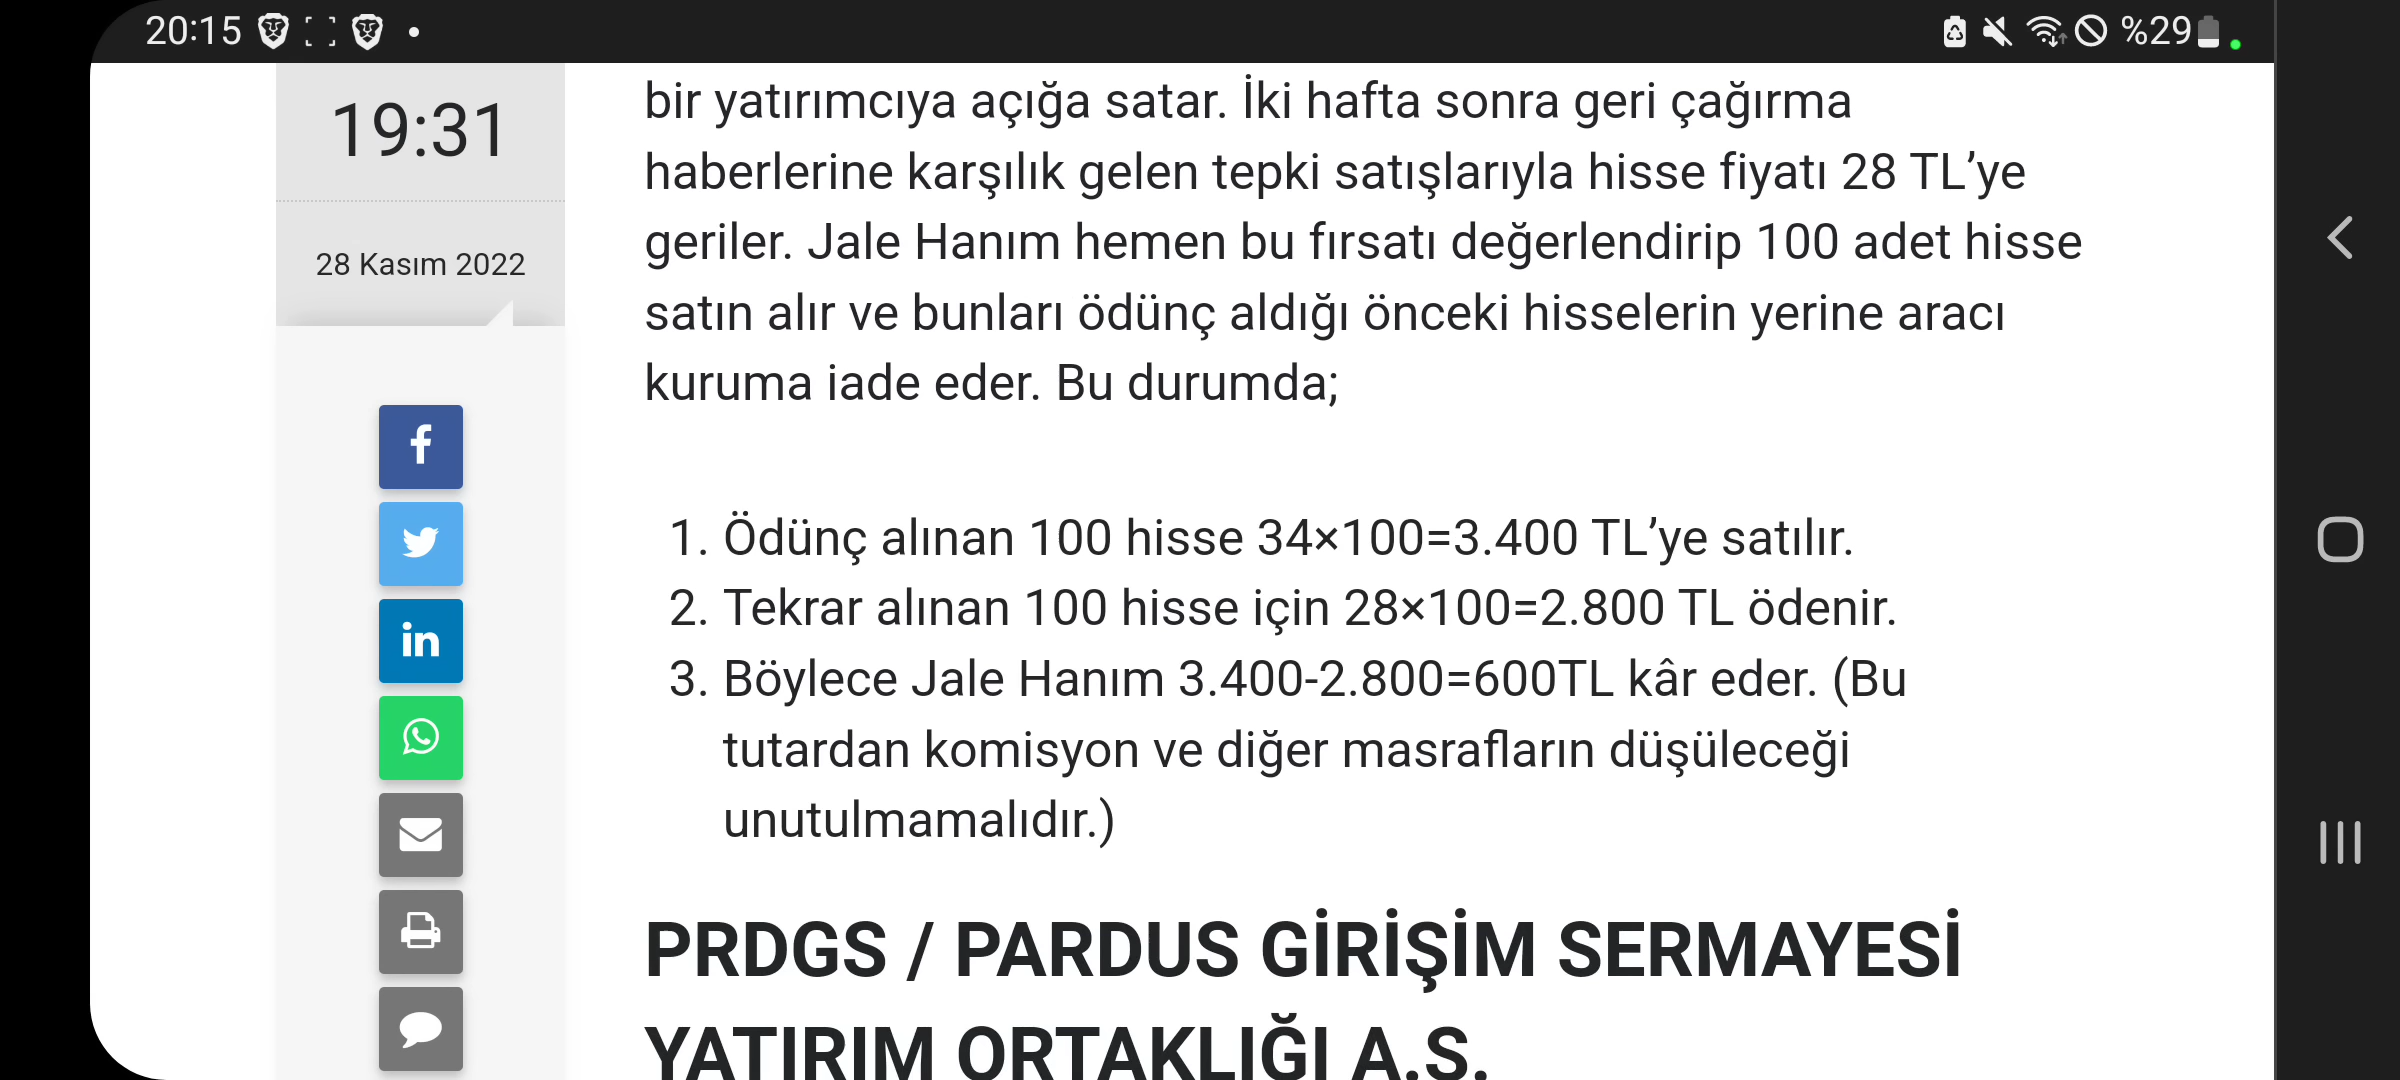 20:15
%29
19:31
28 Kasım 2022
bir yatırımcıya açığa satar. İki hafta sonra geri çağırma
haberlerine karşılık gelen tepki satışlarıyla hisse fiyatı 28 TL’ye
geriler. Jale Hanım hemen bu fırsatı değerlendirip 100 adet hisse
satın alır ve bunları ödünç aldığı önceki hisselerin yerine aracı
kuruma iade eder. Bu durumda;
1. Ödünç alınan 100 hisse 34×100=3.400 TL’ye satılır.
2. Tekrar alınan 100 hisse için 28×100=2.800 TL ödenir.
3. Böylece Jale Hanım 3.400-2.800=600TL kâr eder. (Bu
tutardan komisyon ve diğer masrafların düşüleceği
unutulmamalıdır.)
PRDGS / PARDUS GİRİŞİM SERMAYESİ
YATIRIM ORTAKLIĞI A.Ş.